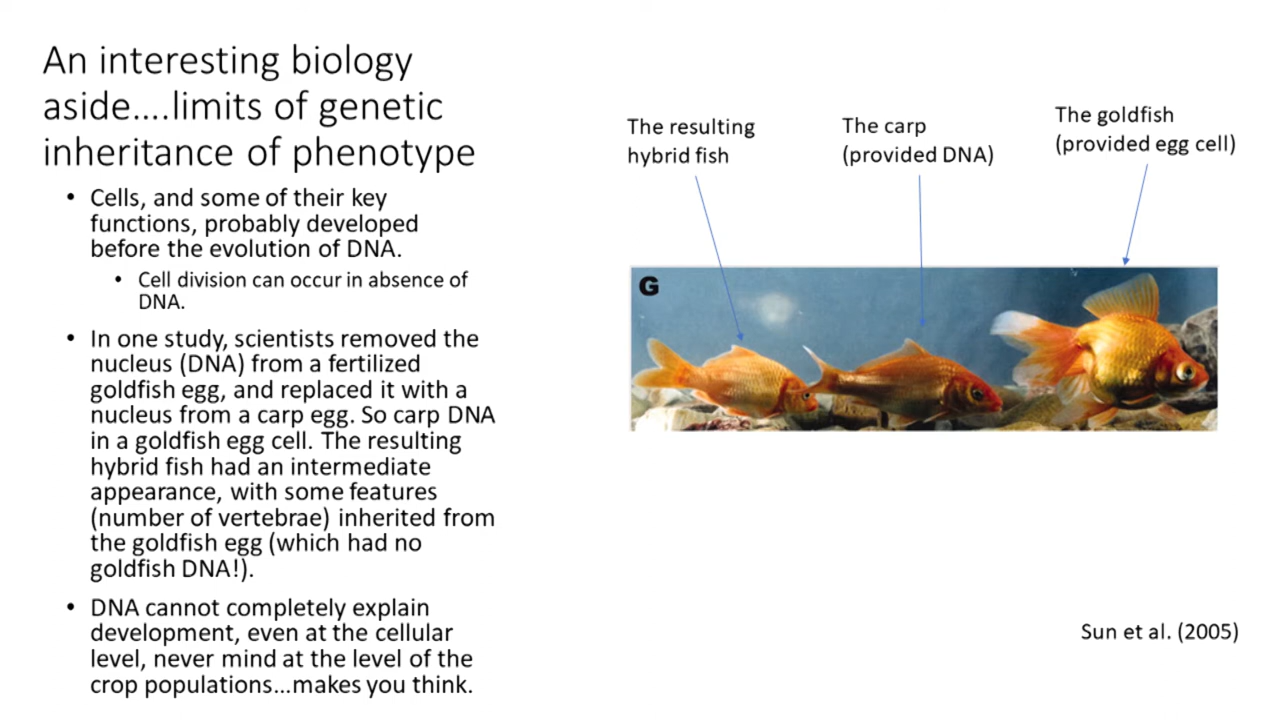 An interesting biology
aside....limits of genetic
inheritance of phenotype
• Cells, and some of their key
functions, probably developed
before the evolution of DNA.
• Cell division can occur in absence of
DNA.
• In one study, scientists removed the
nucleus (DNA) from a fertilized
goldfish egg, and replaced it with a
nucleus from a carp egg. So carp DNA
in a goldfish egg cell. The resulting
hybrid fish had an intermediate
appearance, with some features
(number of vertebrae) inherited from
the goldfish egg (which had no
goldfish DNA!).
• DNA cannot completely explain
development, even at the cellular
level, never mind at the level of the
crop populations...makes you think.
The resulting
hybrid fish
The carp
(provided DNA)
The goldfish
(provided egg cell)
G
Sun et al. (2005)